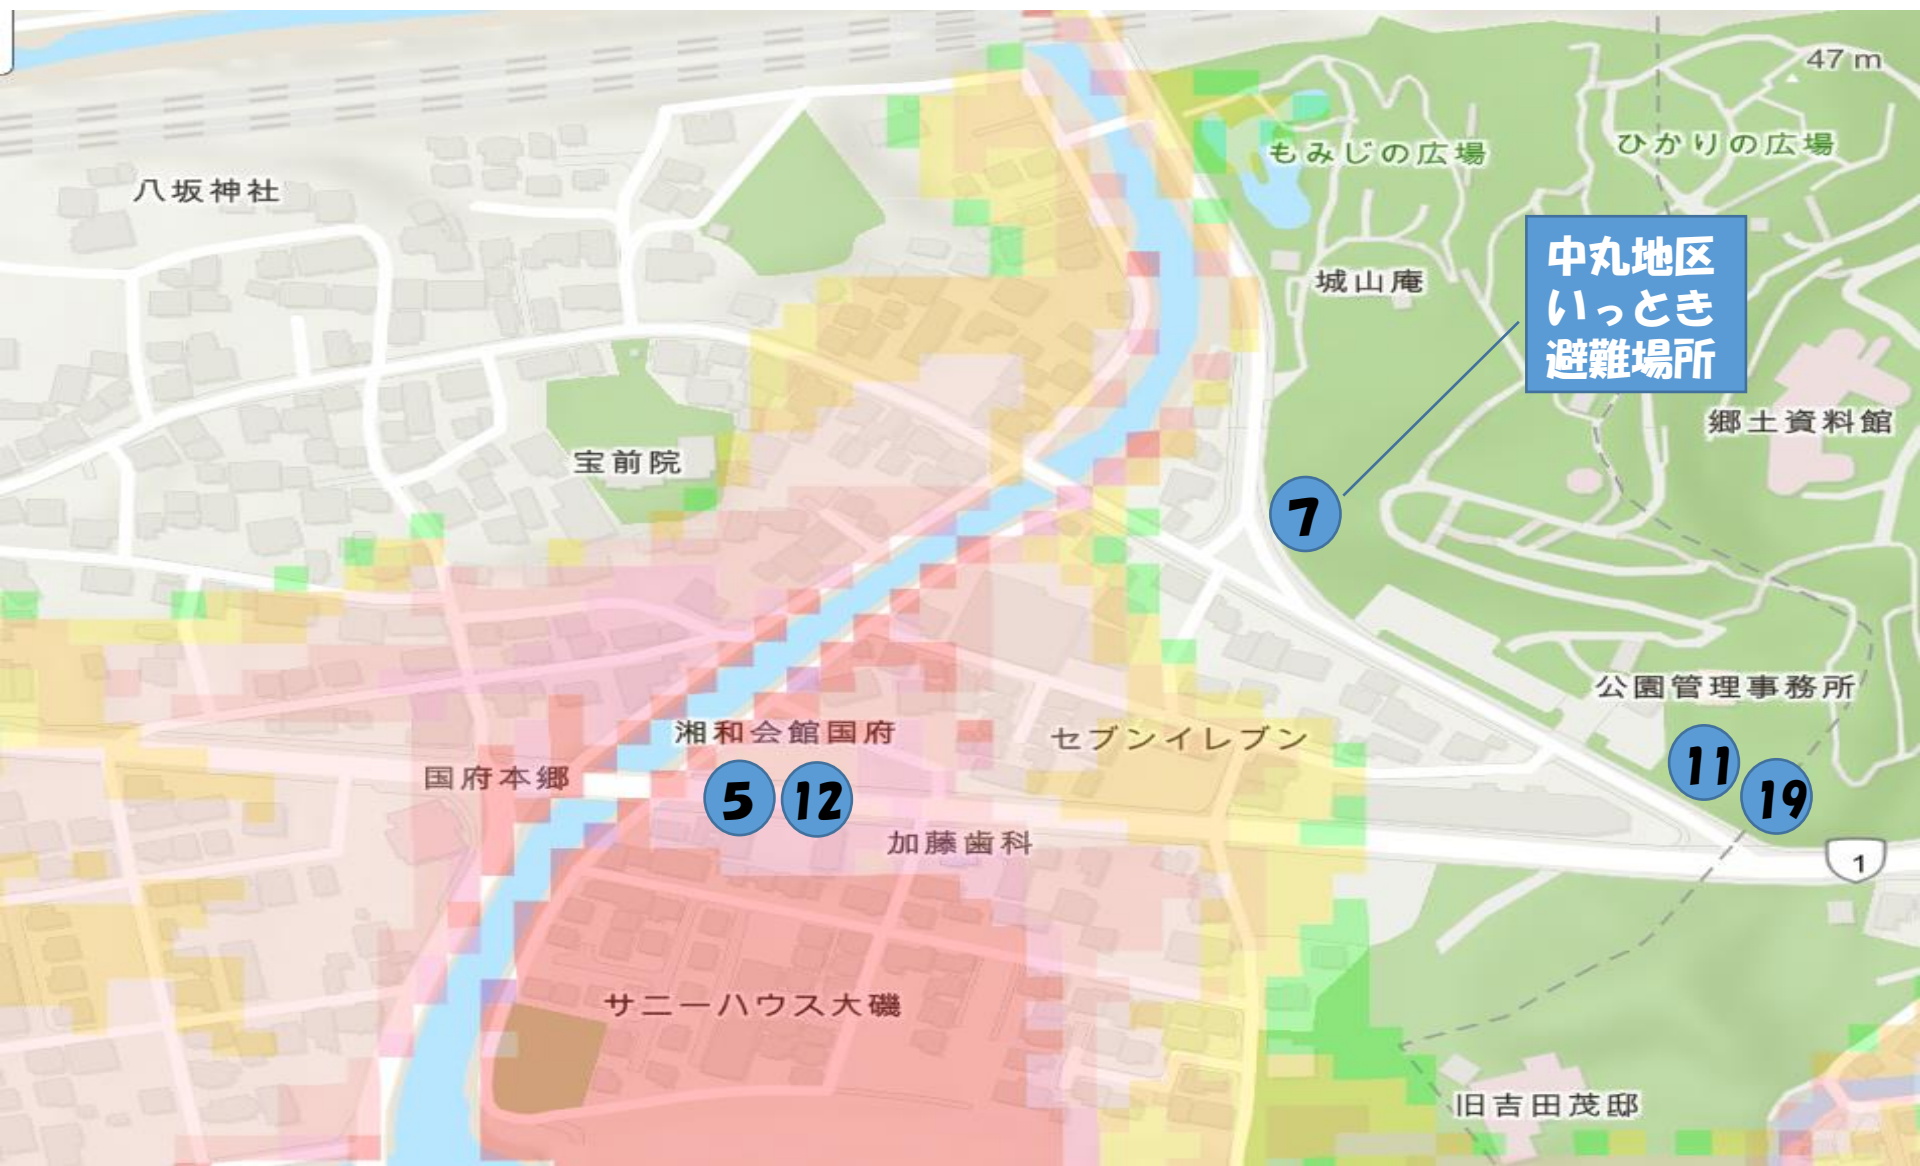 47 m
もみじの広場
ひかりの広場
八坂神社
中丸地区
いっとき
避難場所
城山庵
郷土資料館
宝前院
7
公園管理事務所
湘和会館国府
セブンイレブン
国府本郷
5
12
11
19
加藤歯科
1
サニーハウス大磯
旧吉田茂邸